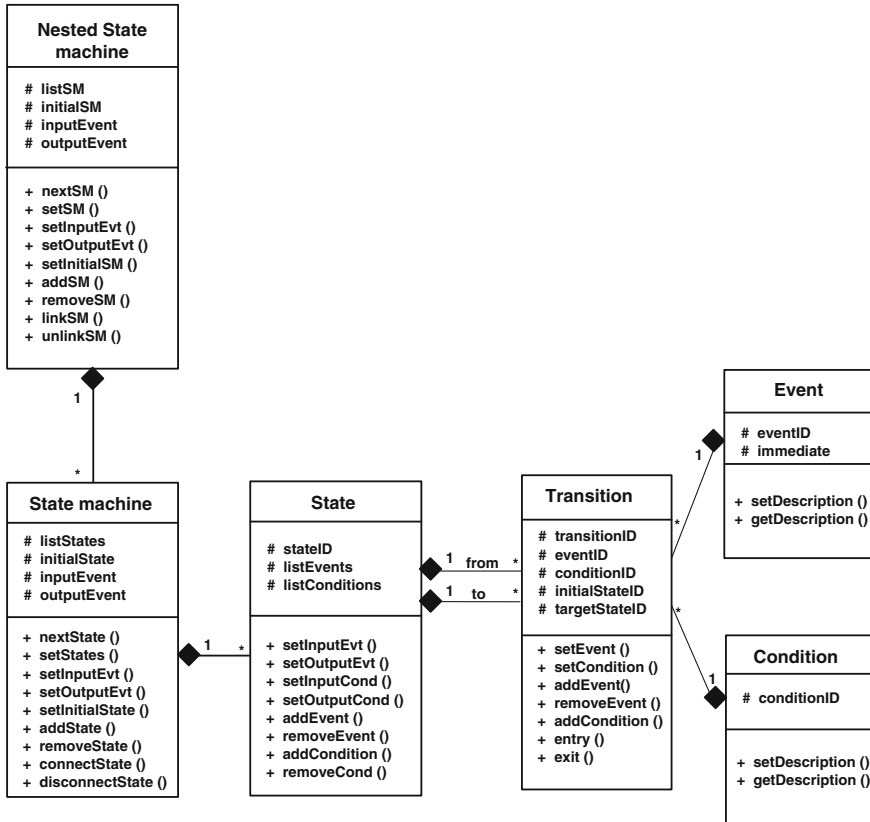 Nested State
machine
# listSM
# initialSM
# inputEvent
# outputEvent
+ nextSM ()
+ setSM ()
+ setInputEvt ()
+ setOutputEvt ()
+ setInitialSM ()
+ addSM ()
+ removeSM ()
+ linkSM ()
+ unlinkSM ()
1
*
State machine
# listStates
# initialState
# inputEvent
# outputEvent
+ nextState ()
+ setStates ()
+ setInputEvt ()
+ setOutputEvt ()
+ setInitialState ()
+ addState ()
+ removeState ()
+ connectState ()
+ disconnectState ()
1
*
State
# stateID
# listEvents
# listConditions
+ setInputEvt ()
+ setOutputEvt ()
+ setInputCond ()
+ setOutputCond ()
+ addEvent ()
+ removeEvent ()
+ addCondition ()
+ removeCond ()
1 from *
1 to *
Transition
# transitionID
# eventID
# conditionID
# initialStateID
# targetStateID
+ setEvent ()
+ setCondition ()
+ addEvent()
+ removeEvent ()
+ addCondition ()
+ entry ()
+ exit ()
1
*
Event
# eventID
# immediate
+ setDescription ()
+ getDescription ()
*
1
Condition
# conditionID
+ setDescription ()
+ getDescription ()